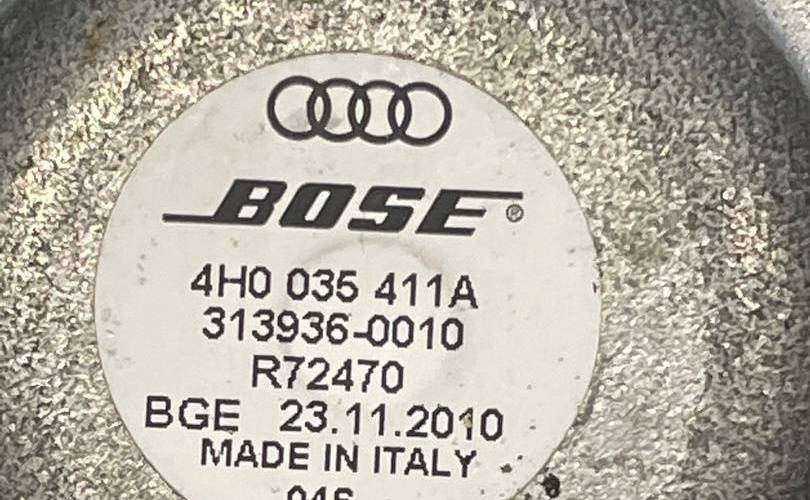 BOSE®
4H0 035 411A
313936-0010
R72470
BGE 23.11.2010
MADE IN ITALY